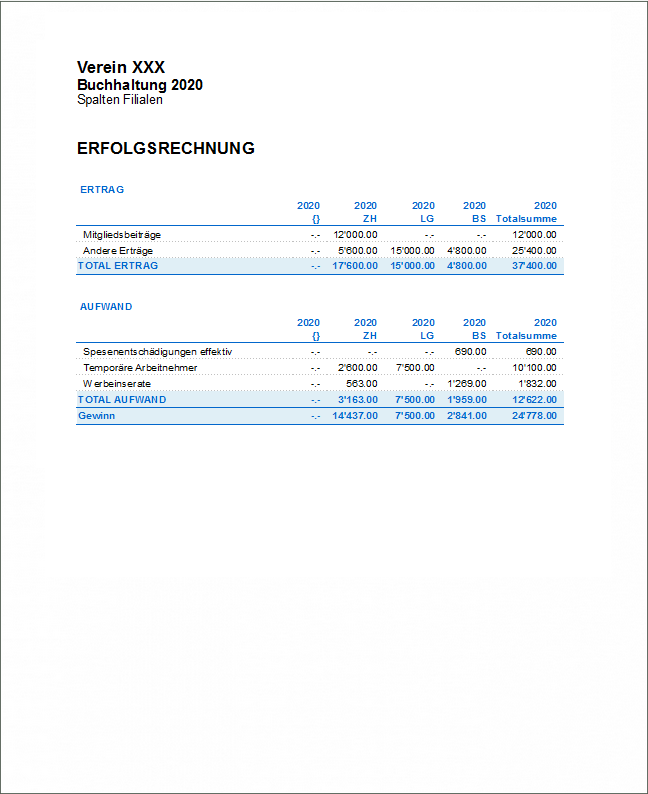 Verein XXX
Buchhaltung 2020
Spalten Filialen
ERFOLGSRECHNUNG
ERTRAG
2020 2020 2020 2020 2020
{} ZH LG BS Totalsumme
Mitgliedsbeiträge -.- 12'000.00 -.- -.- 12'000.00
Andere Erträge -.- 5'600.00 15'000.00 4'800.00 25'400.00
TOTAL ERTRAG -.- 17'600.00 15'000.00 4'800.00 37'400.00
AUFWAND
2020 2020 2020 2020 2020
{} ZH LG BS Totalsumme
Spesenentschädigungen effektiv -.- -.- -.- 690.00 690.00
Temporäre Arbeitnehmer -.- 2'600.00 7'500.00 -.- 10'100.00
Werbeinserate -.- 563.00 -.- 1'269.00 1'832.00
TOTAL AUFWAND -.- 3'163.00 7'500.00 1'959.00 12'622.00
Gewinn -.- 14'437.00 7'500.00 2'841.00 24'778.00